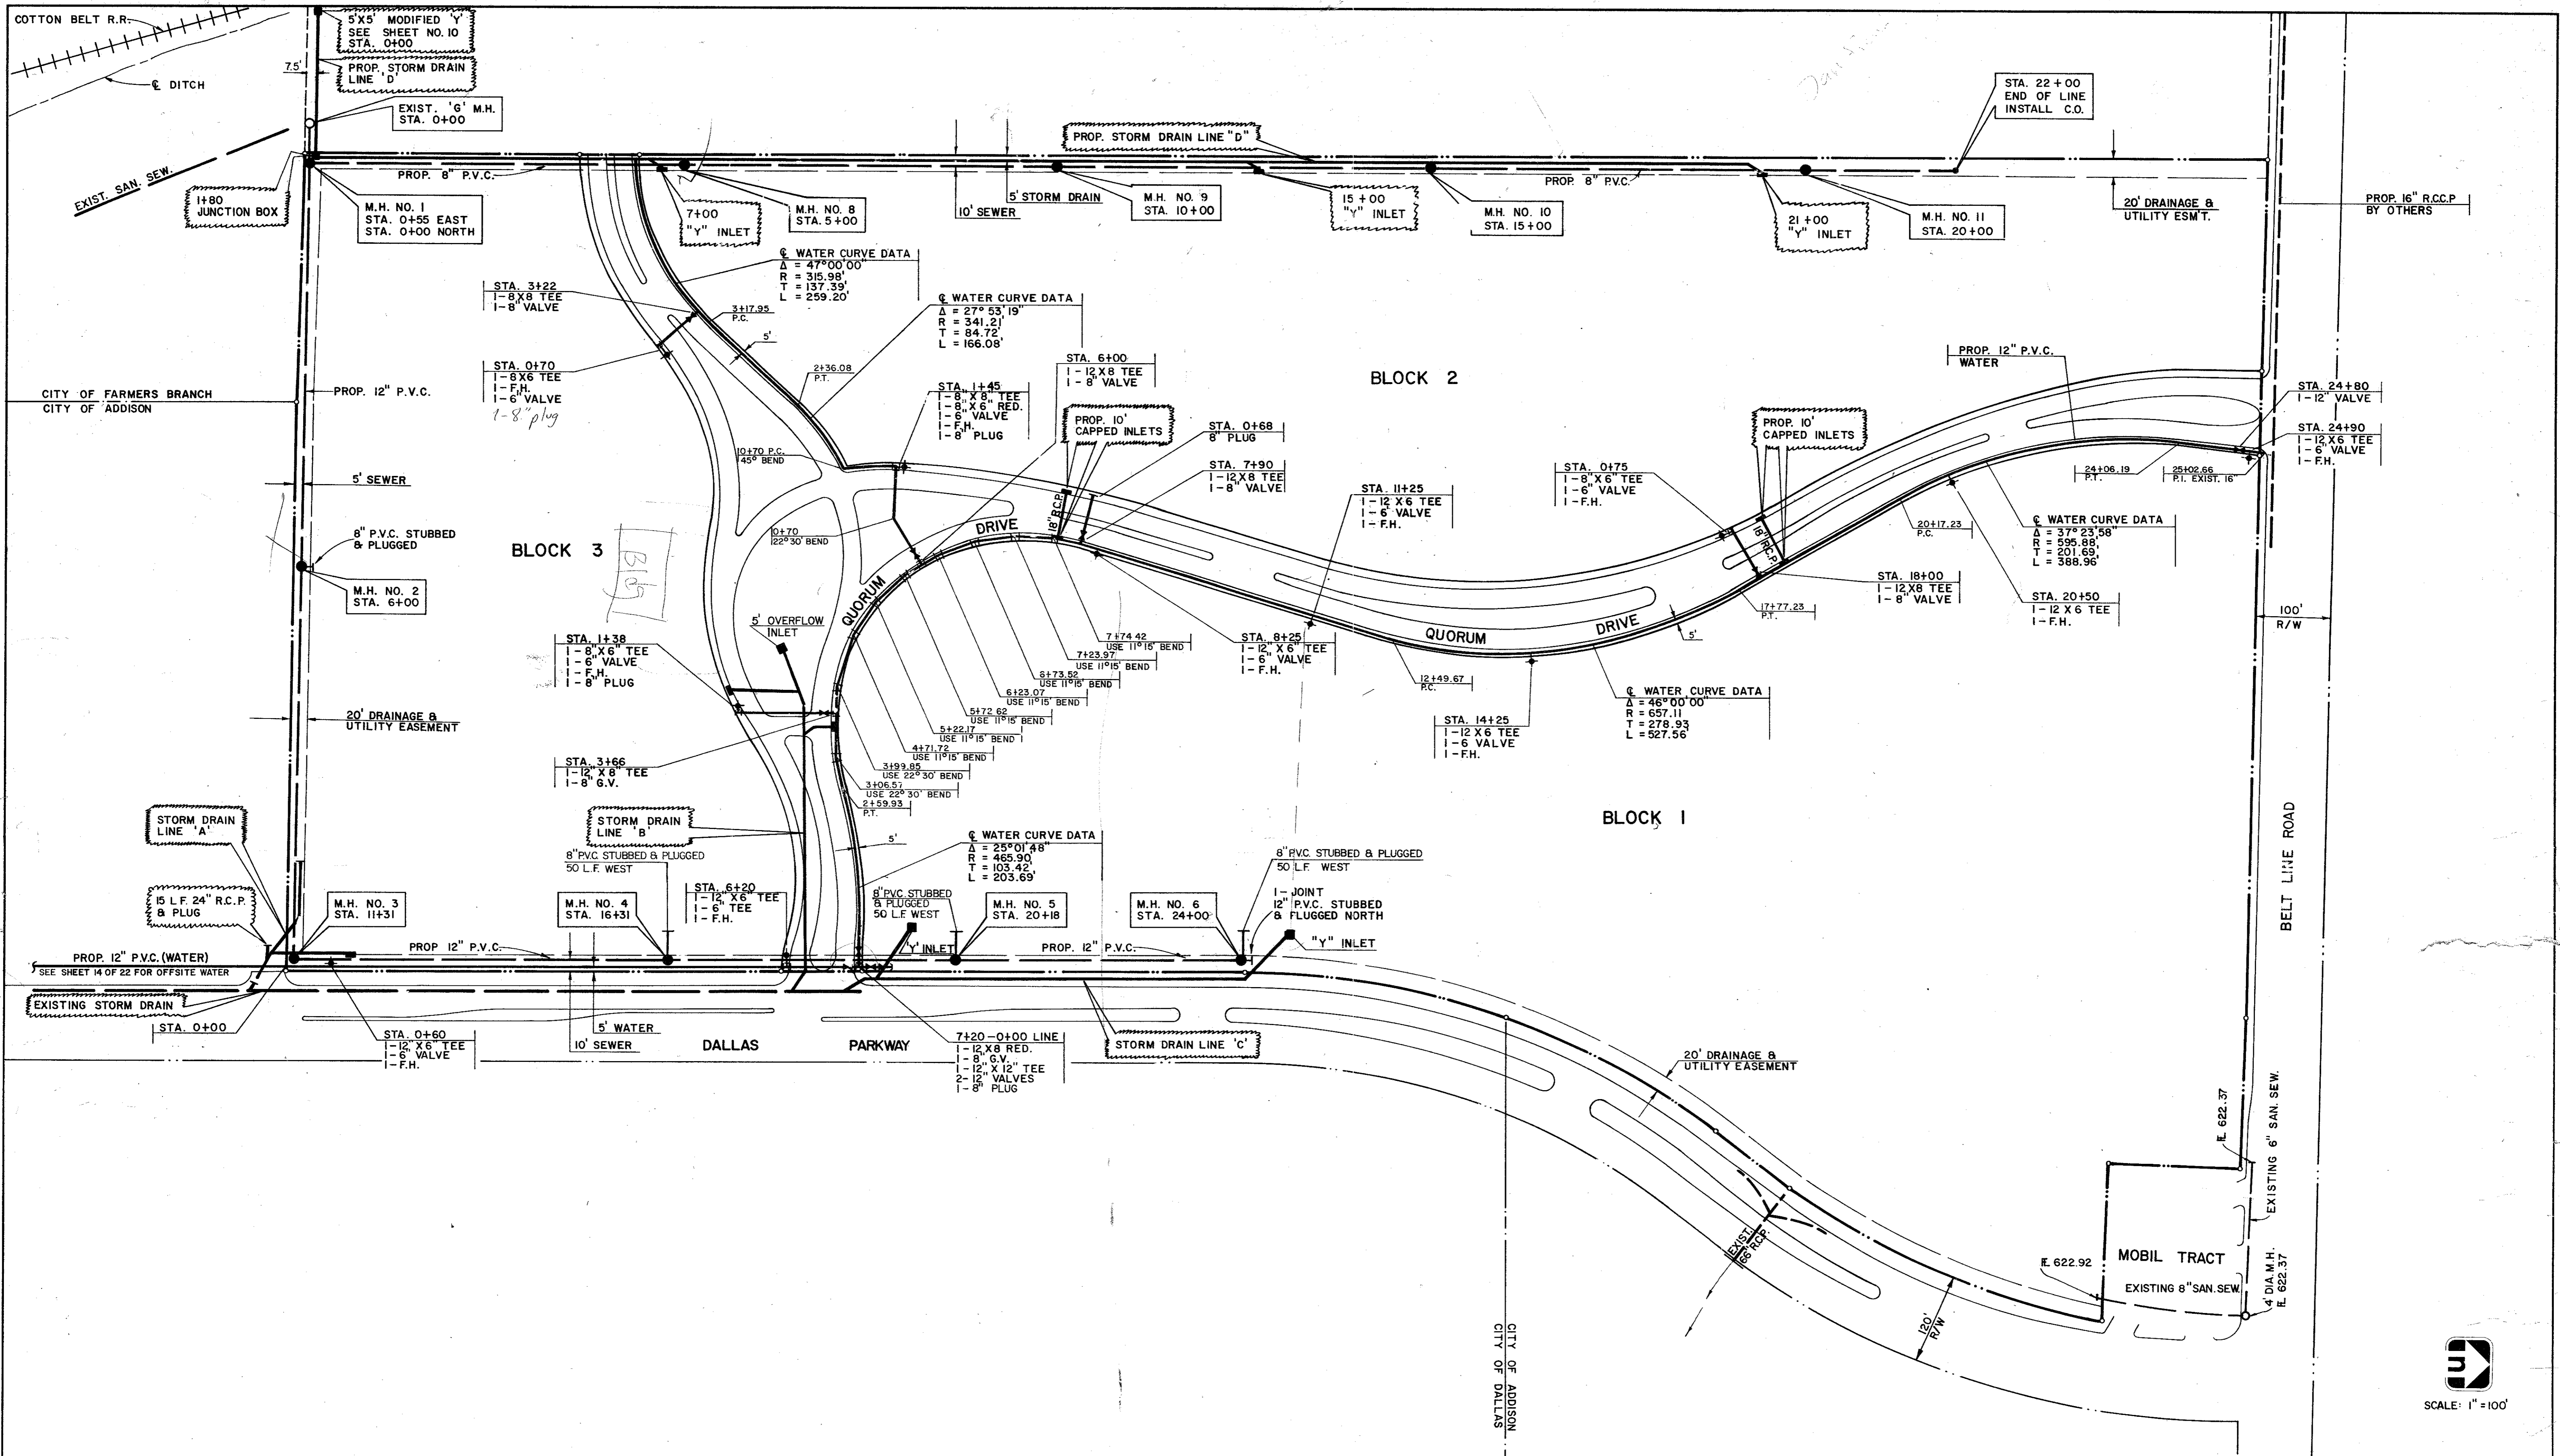 COTTON BELT R.R.
℄ DITCH
5'X5' MODIFIED 'Y'
SEE SHEET NO. 10
STA. 0+00
7.5'
PROP. STORM DRAIN
LINE 'D'
EXIST. 'G' M.H.
STA. 0+00
EXIST. SAN. SEW.
1+80
JUNCTION BOX
M.H. NO. 1
STA. 0+55 EAST
STA. 0+00 NORTH
PROP. 8" P.V.C.
7+00
"Y" INLET
M.H. NO. 8
STA. 5+00
10' SEWER
5' STORM DRAIN
PROP. STORM DRAIN LINE "D"
M.H. NO. 9
STA. 10+00
15+00
"Y" INLET
M.H. NO. 10
STA. 15+00
PROP. 8" P.V.C.
21+00
"Y" INLET
M.H. NO. 11
STA. 20+00
STA. 22+00
END OF LINE
INSTALL C.O.
20' DRAINAGE &
UTILITY ESM'T.
PROP. 16" R.C.C.P
BY OTHERS
℄ WATER CURVE DATA
Δ = 47°00'00"
R = 315.98'
T = 137.39'
L = 259.20'
STA. 3+22
1-8"X8" TEE
1-8" VALVE
3+17.95
P.C.
5'
℄ WATER CURVE DATA
Δ = 27°53'19"
R = 341.21'
T = 84.72'
L = 166.08'
STA. 0+70
1-8X6 TEE
1-F.H.
1-6" VALVE
1-8" plug
2+36.08
P.T.
STA. 1+45
1-8"X8" TEE
1-8"X6" RED.
1-6" VALVE
1-F.H.
1-8" PLUG
STA. 6+00
1-12X8 TEE
1-8" VALVE
PROP. 10'
CAPPED INLETS
STA. 0+68
8" PLUG
STA. 7+90
1-12X8 TEE
1-8" VALVE
BLOCK 2
PROP. 12" P.V.C.
WATER
STA. 24+80
1-12" VALVE
STA. 24+90
1-12X6 TEE
1-6" VALVE
1-F.H.
PROP. 10'
CAPPED INLETS
24+06.19
P.T.
25+02.66
P.I. EXIST. 16"
CITY OF FARMERS BRANCH
CITY OF ADDISON
PROP. 12" P.V.C.
0+70 P.C.
45° BEND
5' SEWER
8" P.V.C. STUBBED
& PLUGGED
M.H. NO. 2
STA. 6+00
BLOCK 3
Bldg
0+70
22°30' BEND
QUORUM
DRIVE
18" R.C.P.
STA. 11+25
1-12"X6" TEE
1-6" VALVE
1-F.H.
STA. 0+75
1-8"X6" TEE
1-6" VALVE
1-F.H.
18" R.C.P.
20+17.23
P.C.
℄ WATER CURVE DATA
Δ = 37°23'58"
R = 595.88'
T = 201.69'
L = 388.96'
STA. 18+00
1-12X8 TEE
1-8" VALVE
STA. 20+50
1-12 X 6 TEE
1-F.H.
17+77.23
P.T.
100'
R/W
5' OVERFLOW
INLET
STA. 1+38
1-8"X6" TEE
1-6" VALVE
1-F.H.
1-8" PLUG
7+74.42
USE 11°15' BEND
7+23.97
USE 11°15' BEND
6+73.52
USE 11°15' BEND
6+23.07
USE 11°15' BEND
5+72.62
USE 11°15' BEND
5+22.17
USE 11°15' BEND
4+71.72
USE 11°15' BEND
3+99.85
USE 22°30' BEND
3+06.57
USE 22°30' BEND
2+59.93
P.T.
STA. 8+25
1-12"X6" TEE
1-6" VALVE
1-F.H.
QUORUM
DRIVE
5'
12+49.67
P.C.
STA. 14+25
1-12X6 TEE
1-6 VALVE
1-F.H.
℄ WATER CURVE DATA
Δ = 46°00'00"
R = 657.11
T = 278.93'
L = 527.56'
20' DRAINAGE &
UTILITY EASEMENT
STA. 3+66
1-12"X8" TEE
1-8" G.V.
STORM DRAIN
LINE 'A'
STORM DRAIN
LINE 'B'
BLOCK 1
BELT LINE ROAD
5'
℄ WATER CURVE DATA
Δ = 25°01'48"
R = 465.90'
T = 103.42'
L = 203.69'
8" P.V.C. STUBBED & PLUGGED
50 L.F. WEST
15 L.F. 24" R.C.P.
& PLUG
M.H. NO. 3
STA. 11+31
M.H. NO. 4
STA. 16+31
STA. 6+20
1-12"X6" TEE
1-6" TEE
1-F.H.
8" PVC. STUBBED
& PLUGGED
50 L.F. WEST
M.H. NO. 5
STA. 20+18
M.H. NO. 6
STA. 24+00
8" P.V.C. STUBBED & PLUGGED
50 L.F. WEST
1-JOINT
12" P.V.C. STUBBED
& PLUGGED NORTH
"Y" INLET
PROP. 12" P.V.C. (WATER)
SEE SHEET 14 OF 22 FOR OFFSITE WATER
PROP 12" P.V.C.
'Y' INLET
PROP. 12" P.V.C.
EXISTING STORM DRAIN
STA. 0+00
STA. 0+60
1-12"X6" TEE
1-6" VALVE
1-F.H.
5' WATER
10' SEWER
DALLAS
PARKWAY
7+20-0+00 LINE
1-12X8 RED.
1-8" G.V.
1-12" X 12" TEE
2-12" VALVES
1-8" PLUG
STORM DRAIN LINE 'C'
20' DRAINAGE &
UTILITY EASEMENT
EXIST.
66" R.C.P.
CITY OF ADDISON
CITY OF DALLAS
120'
R/W
FL 622.37
EXISTING 6" SAN. SEW.
MOBIL TRACT
FL 622.92
EXISTING 8" SAN. SEW.
4' DIA. M.H.
FL 622.37
n
SCALE: 1"=100'